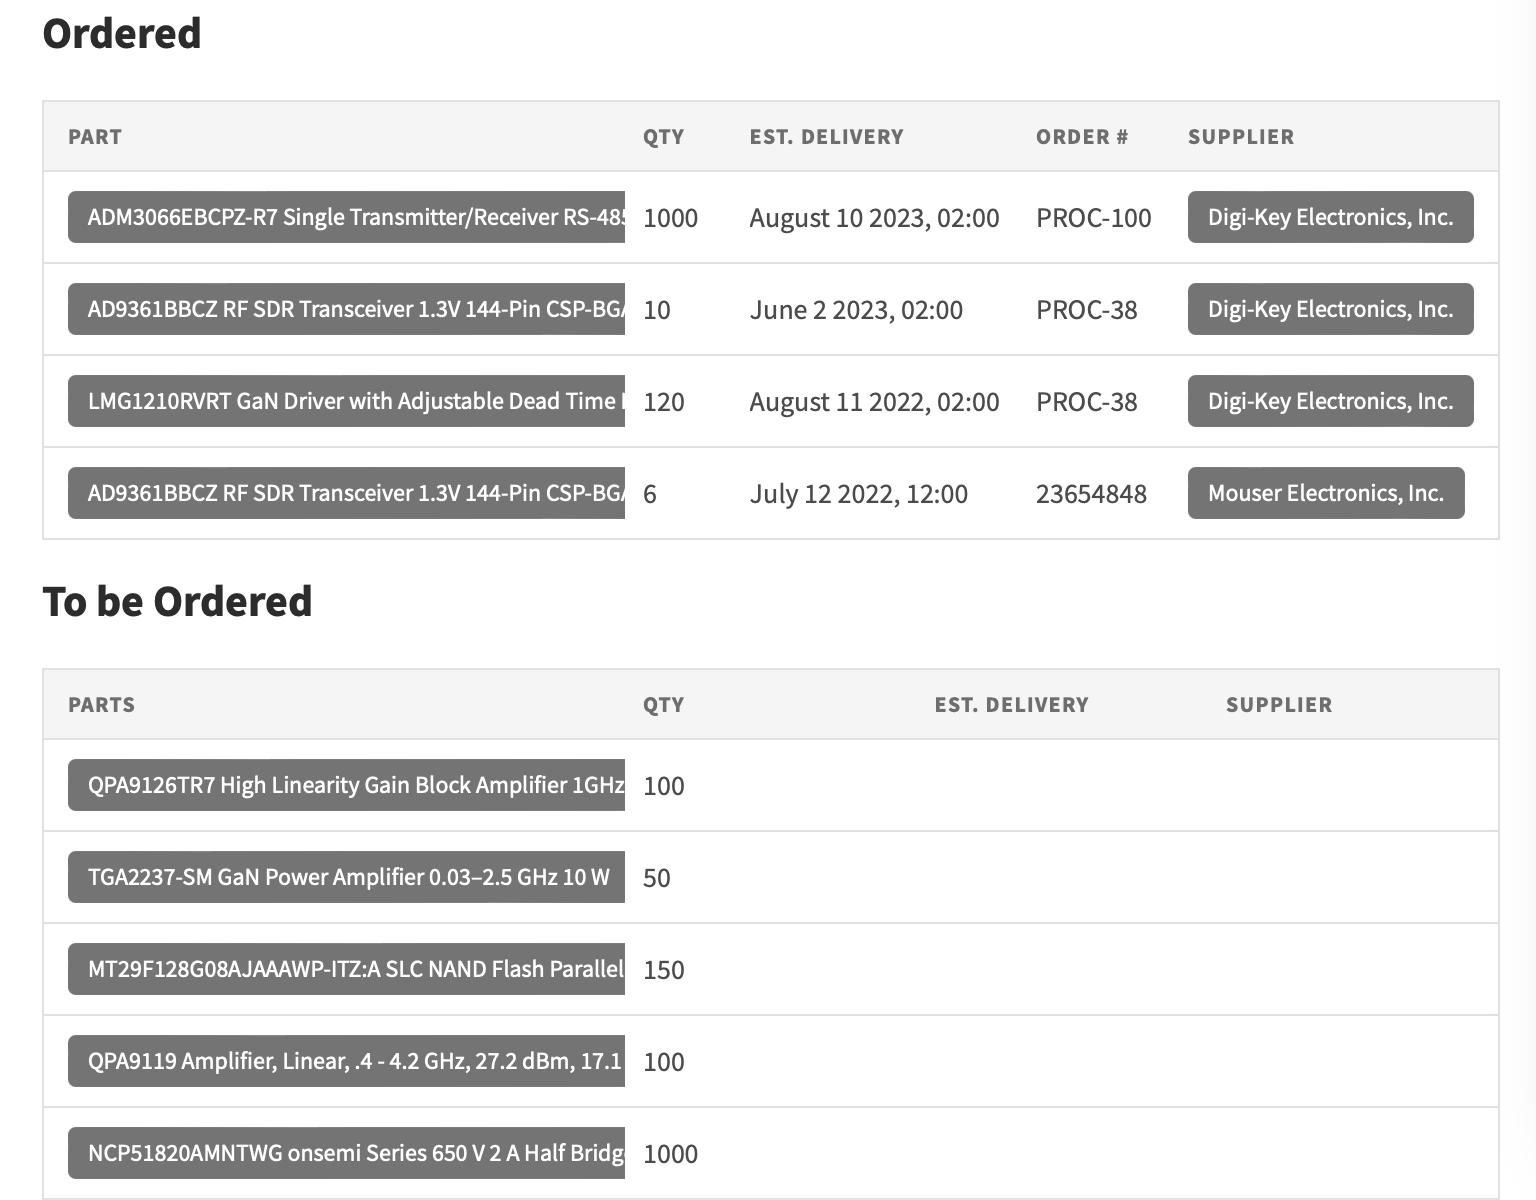 Ordered
PART QTY EST. DELIVERY ORDER # SUPPLIER
ADM3066EBCPZ-R7 Single Transmitter/Receiver RS-485 1000 August 10 2023, 02:00 PROC-100 Digi-Key Electronics, Inc.
AD9361BBCZ RF SDR Transceiver 1.3V 144-Pin CSP-BGA 10 June 2 2023, 02:00 PROC-38 Digi-Key Electronics, Inc.
LMG1210RVRT GaN Driver with Adjustable Dead Time 120 August 11 2022, 02:00 PROC-38 Digi-Key Electronics, Inc.
AD9361BBCZ RF SDR Transceiver 1.3V 144-Pin CSP-BGA 6 July 12 2022, 12:00 23654848 Mouser Electronics, Inc.
To be Ordered
PARTS QTY EST. DELIVERY SUPPLIER
QPA9126TR7 High Linearity Gain Block Amplifier 1GHz 100
TGA2237-SM GaN Power Amplifier 0.03–2.5 GHz 10 W 50
MT29F128G08AJAAAWP-ITZ:A SLC NAND Flash Parallel 150
QPA9119 Amplifier, Linear, .4 - 4.2 GHz, 27.2 dBm, 17.1 100
NCP51820AMNTWG onsemi Series 650 V 2 A Half Bridg 1000